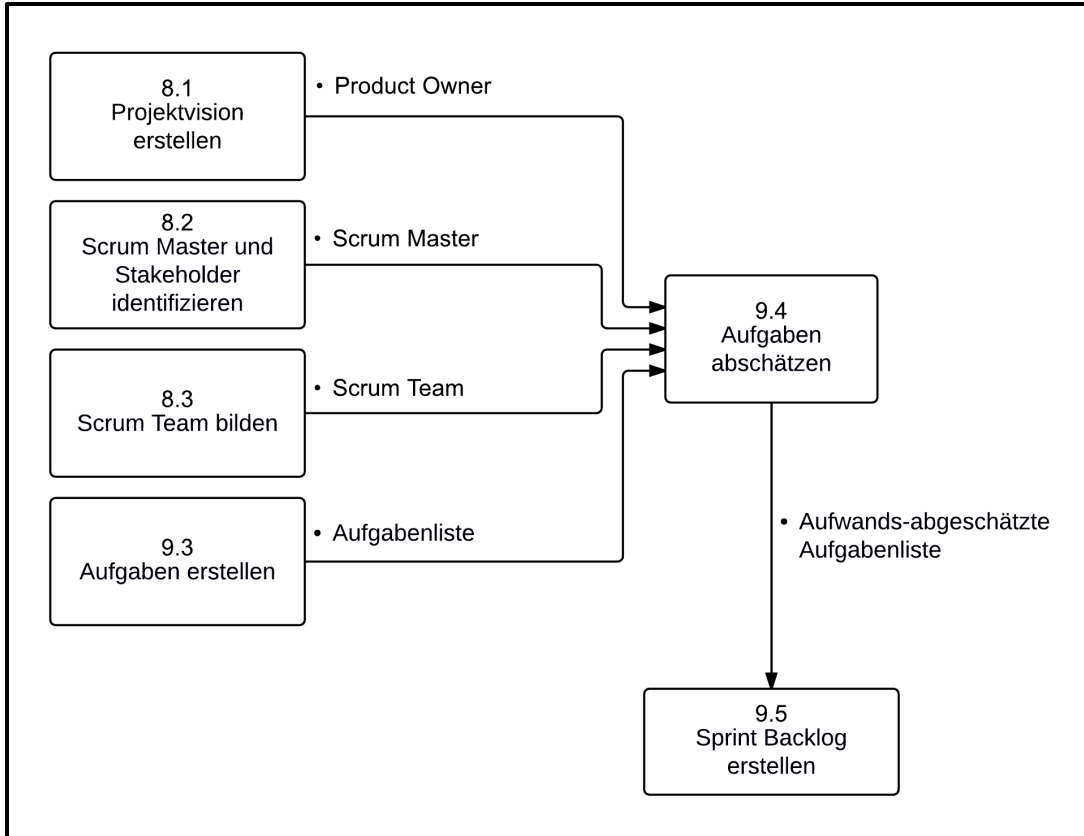 8.1
Projektvision
erstellen
• Product Owner
8.2
Scrum Master und
Stakeholder
identifizieren
• Scrum Master
8.3
Scrum Team bilden
• Scrum Team
9.3
Aufgaben erstellen
• Aufgabenliste
9.4
Aufgaben
abschätzen
• Aufwands-abgeschätzte
Aufgabenliste
9.5
Sprint Backlog
erstellen